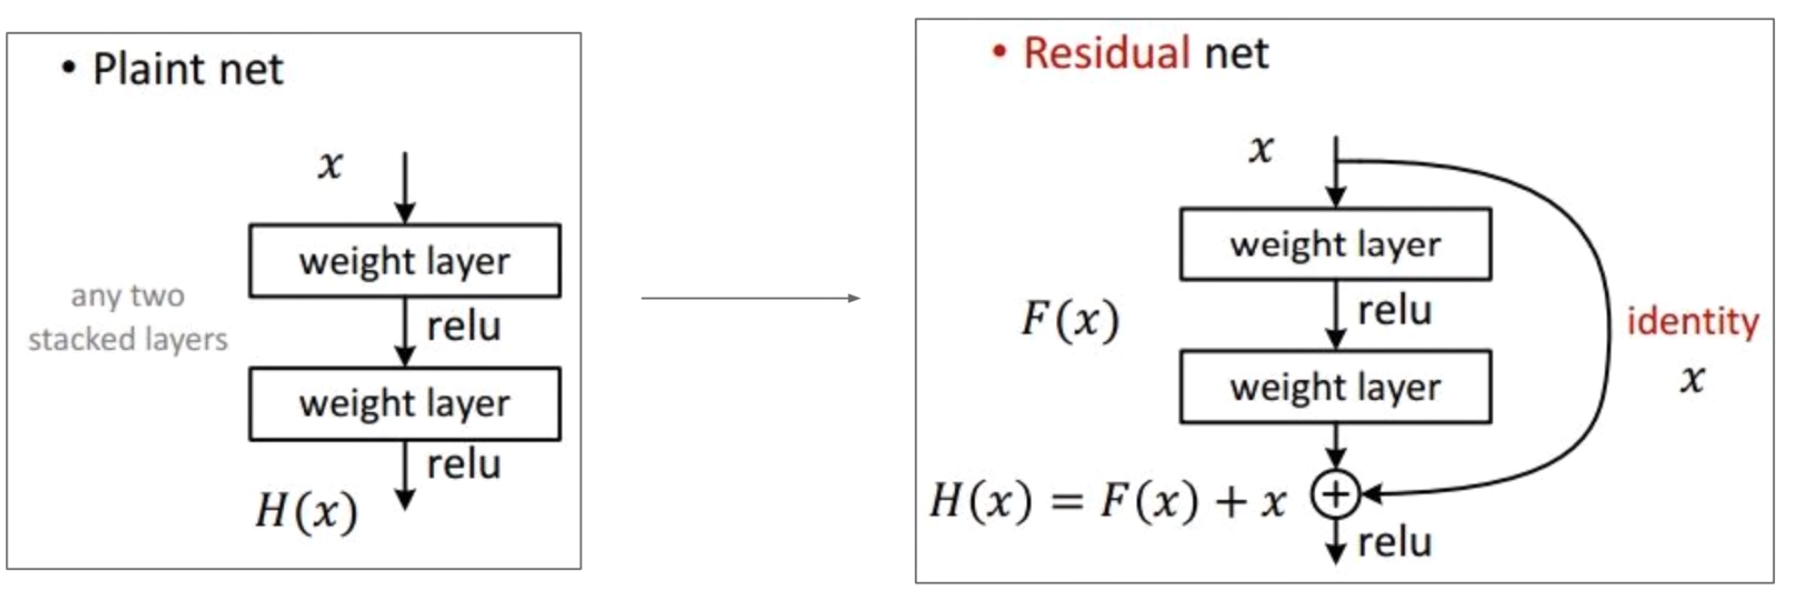 • Plaint net
x
weight layer
any two
stacked layers
relu
weight layer
relu
H(x)
• Residual net
x
weight layer
F(x)
relu
identity
x
weight layer
H(x) = F(x) + x
+
relu